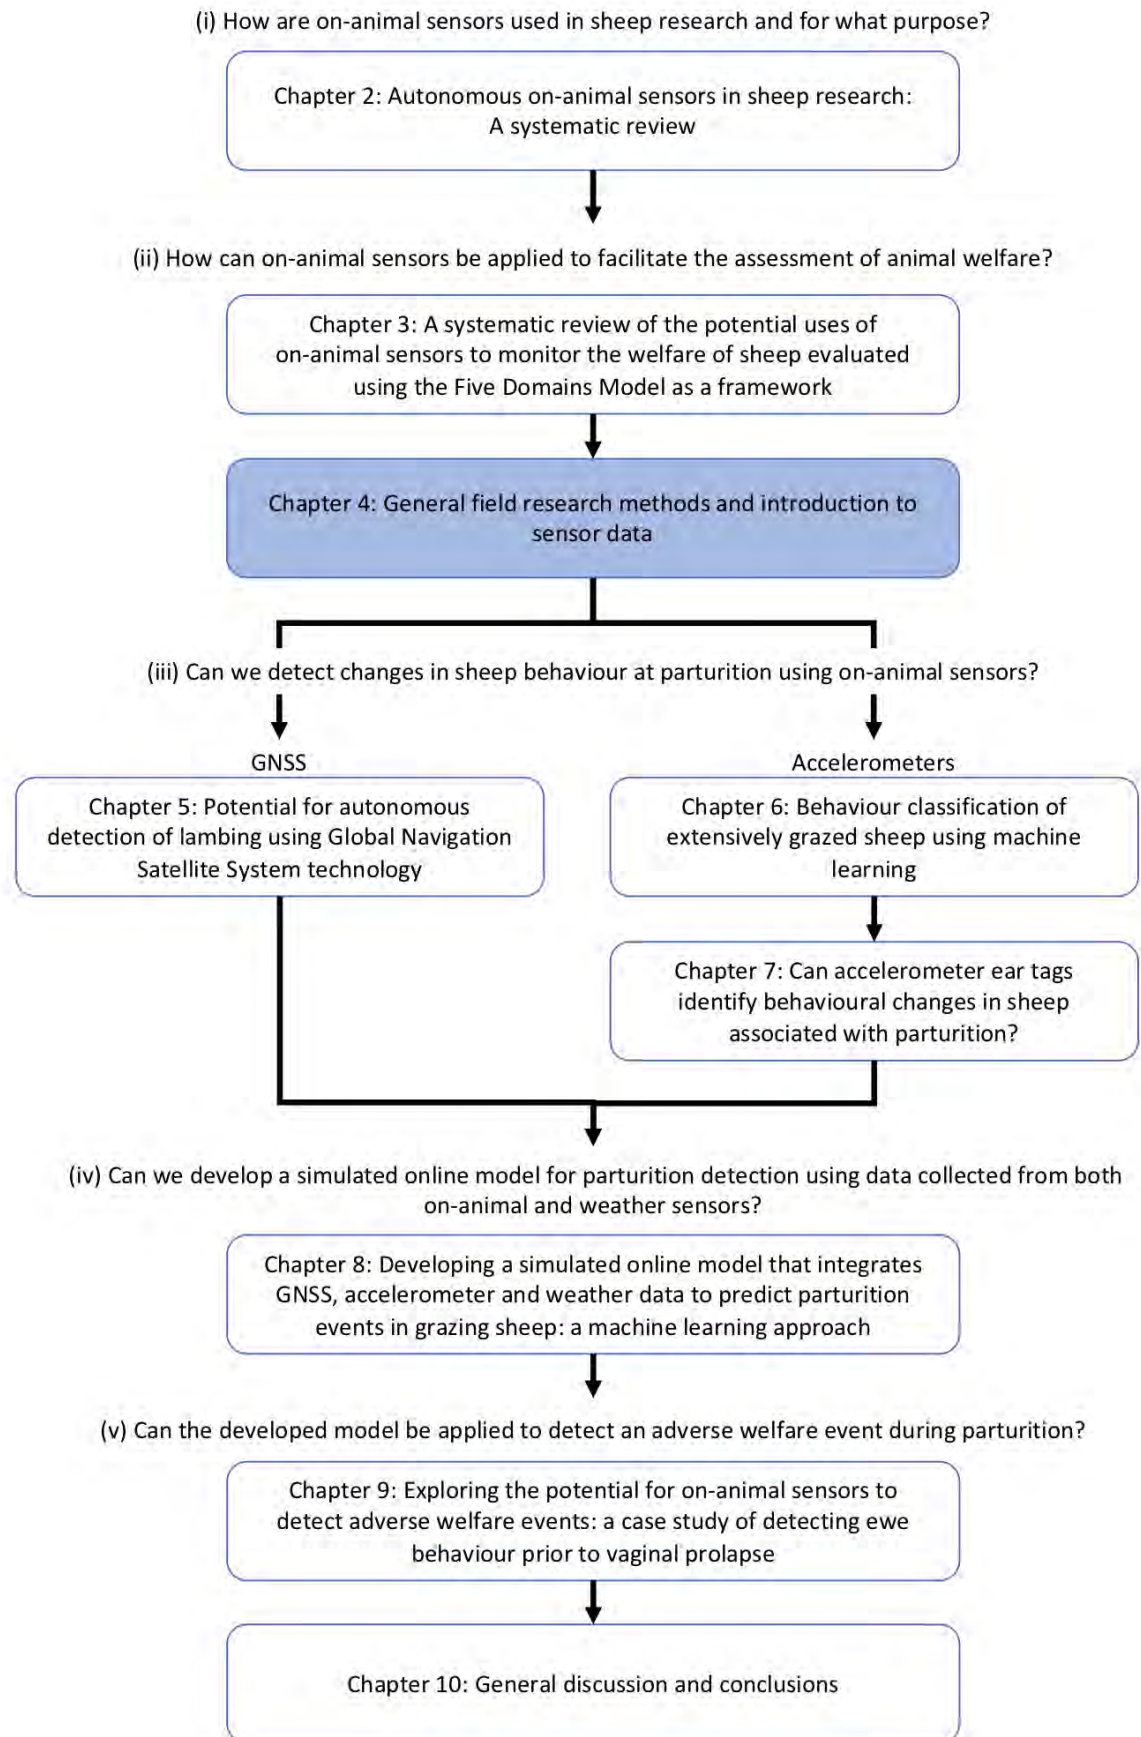 (i) How are on-animal sensors used in sheep research and for what purpose?
Chapter 2: Autonomous on-animal sensors in sheep research:
A systematic review
(ii) How can on-animal sensors be applied to facilitate the assessment of animal welfare?
Chapter 3: A systematic review of the potential uses of
on-animal sensors to monitor the welfare of sheep evaluated
using the Five Domains Model as a framework
Chapter 4: General field research methods and introduction to
sensor data
(iii) Can we detect changes in sheep behaviour at parturition using on-animal sensors?
GNSS
Chapter 5: Potential for autonomous
detection of lambing using Global Navigation
Satellite System technology
Accelerometers
Chapter 6: Behaviour classification of
extensively grazed sheep using machine
learning
Chapter 7: Can accelerometer ear tags
identify behavioural changes in sheep
associated with parturition?
(iv) Can we develop a simulated online model for parturition detection using data collected from both
on-animal and weather sensors?
Chapter 8: Developing a simulated online model that integrates
GNSS, accelerometer and weather data to predict parturition
events in grazing sheep: a machine learning approach
(v) Can the developed model be applied to detect an adverse welfare event during parturition?
Chapter 9: Exploring the potential for on-animal sensors to
detect adverse welfare events: a case study of detecting ewe
behaviour prior to vaginal prolapse
Chapter 10: General discussion and conclusions